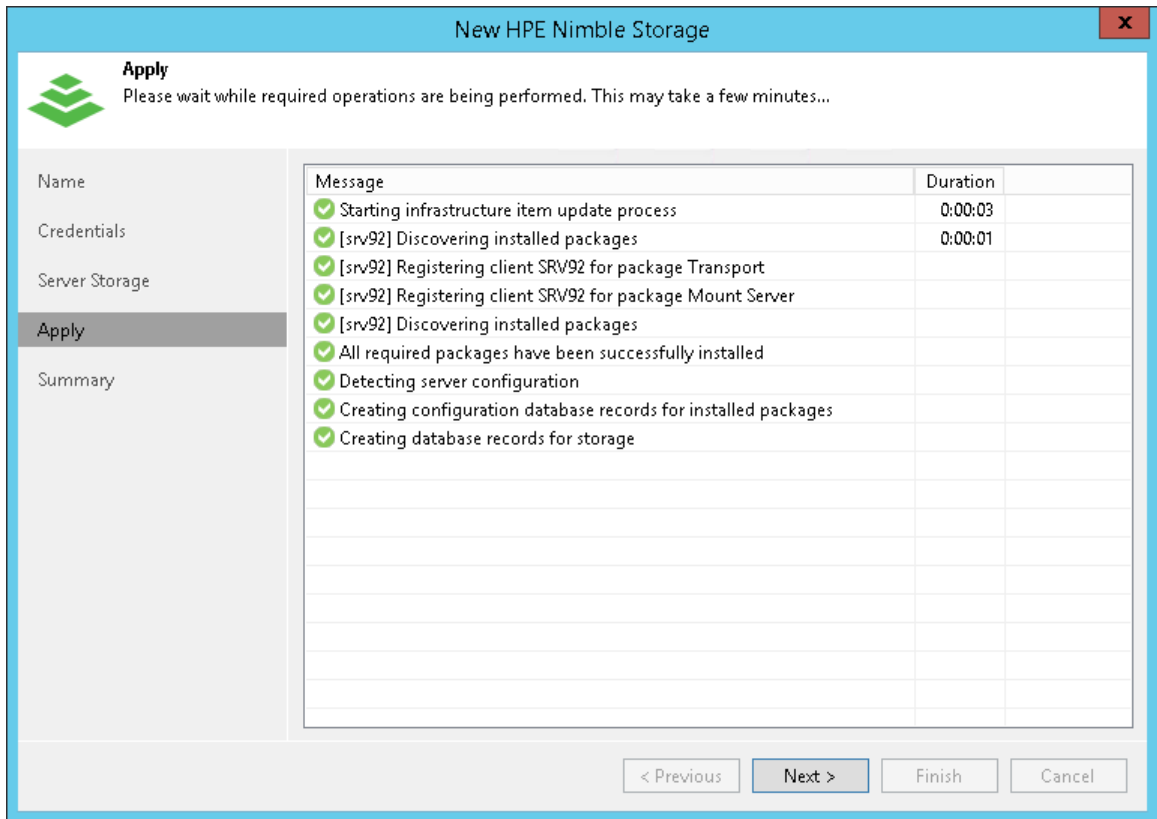 New HPE Nimble Storage
x
Apply
Please wait while required operations are being performed. This may take a few minutes...
Name
Credentials
Server Storage
Apply
Summary
Message Duration
Starting infrastructure item update process 0:00:03
[srv92] Discovering installed packages 0:00:01
[srv92] Registering client SRV92 for package Transport
[srv92] Registering client SRV92 for package Mount Server
[srv92] Discovering installed packages
All required packages have been successfully installed
Detecting server configuration
Creating configuration database records for installed packages
Creating database records for storage
< Previous Next > Finish Cancel